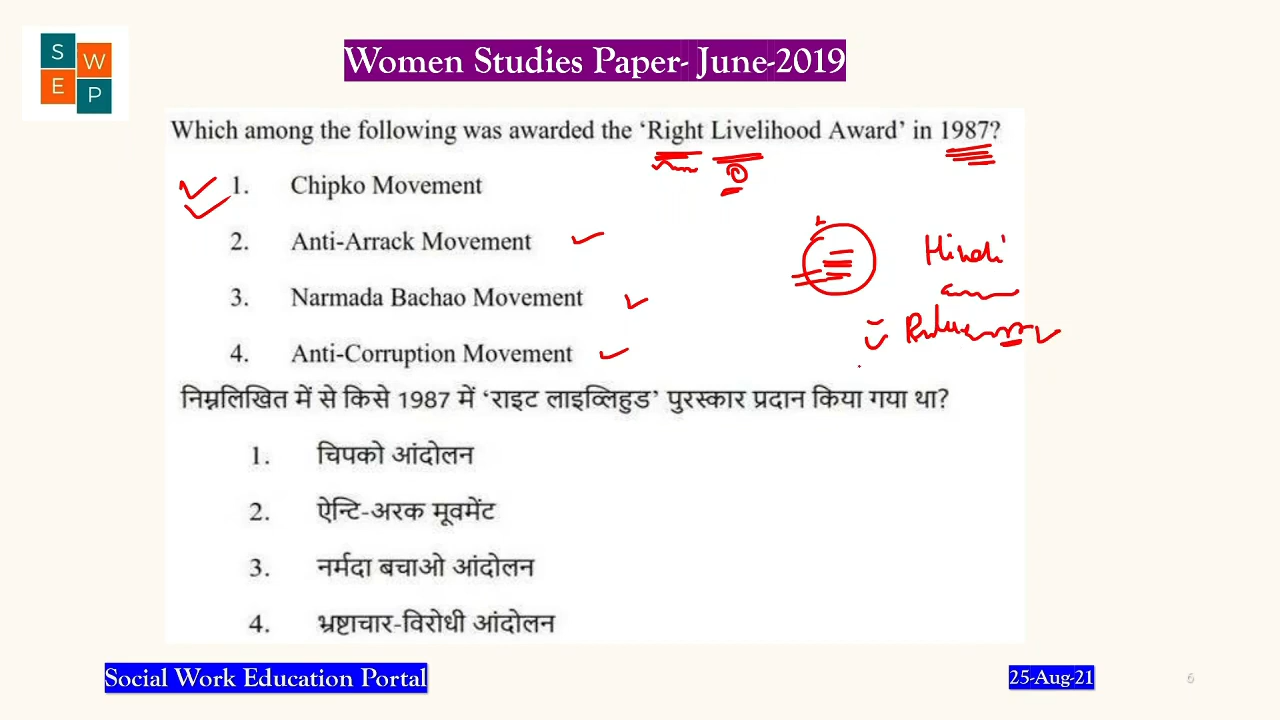 S W
E P
Women Studies Paper- June-2019
Which among the following was awarded the ‘Right Livelihood Award’ in 1987?
1. Chipko Movement
2. Anti-Arrack Movement
3. Narmada Bachao Movement
4. Anti-Corruption Movement
Hindi
निम्नलिखित में से किसे 1987 में ‘राइट लाइव्लिहुड’ पुरस्कार प्रदान किया गया था?
1. चिपको आंदोलन
2. ऐन्टि-अरक मूवमेंट
3. नर्मदा बचाओ आंदोलन
4. भ्रष्टाचार-विरोधी आंदोलन
Social Work Education Portal
25-Aug-21
6